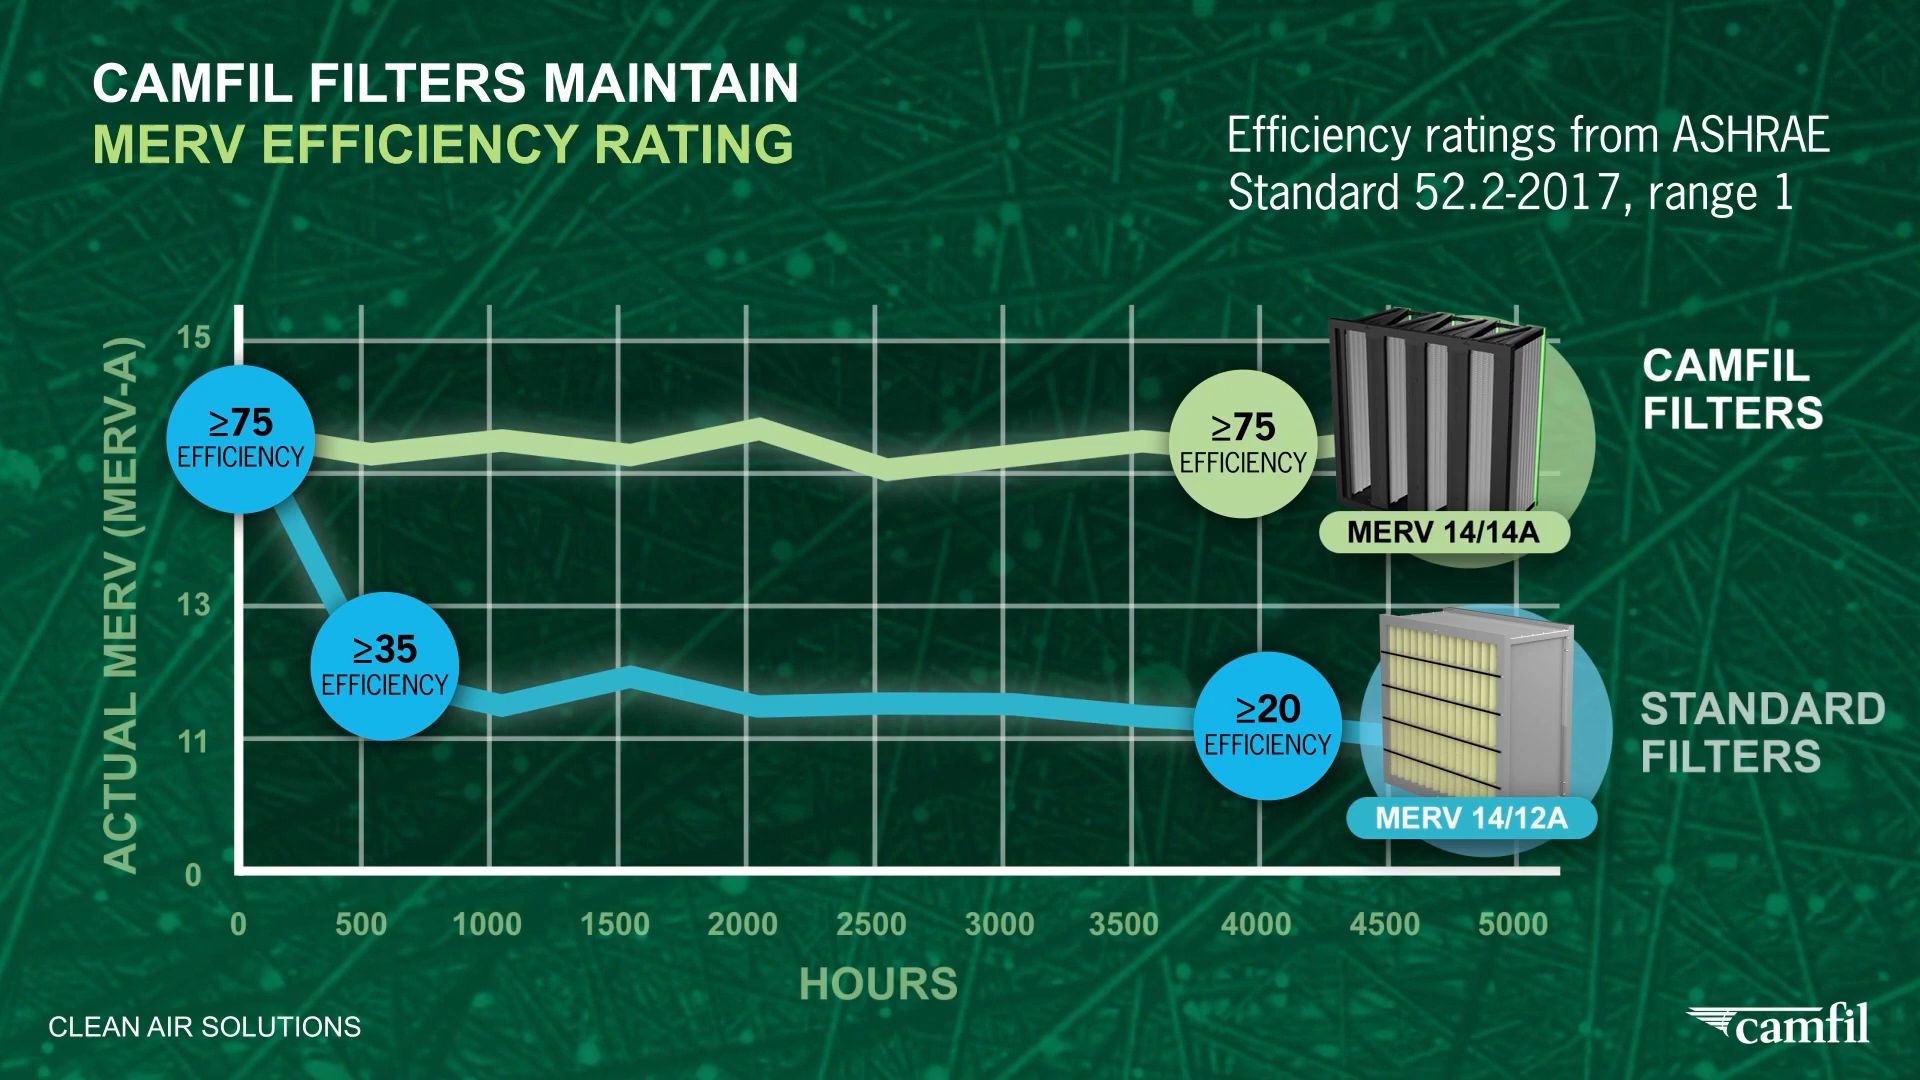 CAMFIL FILTERS MAINTAIN
MERV EFFICIENCY RATING
Efficiency ratings from ASHRAE
Standard 52.2-2017, range 1
ACTUAL MERV (MERV-A)
15
13
11
0
≥75
EFFICIENCY
≥35
EFFICIENCY
≥75
EFFICIENCY
≥20
EFFICIENCY
MERV 14/14A
MERV 14/12A
CAMFIL
FILTERS
STANDARD
FILTERS
0 500 1000 1500 2000 2500 3000 3500 4000 4500 5000
HOURS
CLEAN AIR SOLUTIONS
camfil